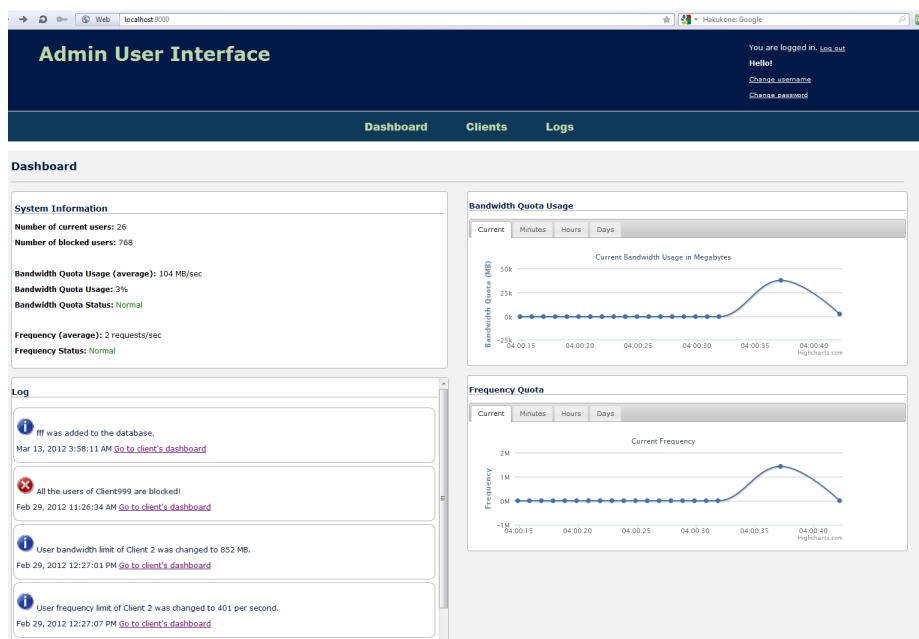 Web
localhost:9000
Hakukone: Google
Admin User Interface
You are logged in. Log out
Hello!
Change username
Change password
Dashboard
Clients
Logs
Dashboard
System Information
Number of current users: 26
Number of blocked users: 768
Bandwidth Quota Usage (average): 104 MB/sec
Bandwidth Quota Usage: 3%
Bandwidth Quota Status: Normal
Frequency (average): 2 requests/sec
Frequency Status: Normal
Log
fff was added to the database.
Mar 13, 2012 3:58:11 AM Go to client's dashboard
All the users of Client999 are blocked!
Feb 29, 2012 11:26:34 AM Go to client's dashboard
User bandwidth limit of Client 2 was changed to 852 MB.
Feb 29, 2012 12:27:01 PM Go to client's dashboard
User frequency limit of Client 2 was changed to 401 per second.
Feb 29, 2012 12:27:07 PM Go to client's dashboard
Bandwidth Quota Usage
Current Minutes Hours Days
Current Bandwidth Usage in Megabytes
Bandwidth Quota (MB)
50k
25k
0k
-25k
04:00:15 04:00:20 04:00:30 04:00:35 04:00:40
Highcharts.com
Frequency Quota
Current Minutes Hours Days
Current Frequency
Frequency
2M
1M
0M
-1M
04:00:15 04:00:20 04:00:30 04:00:35 04:00:40
Highcharts.com